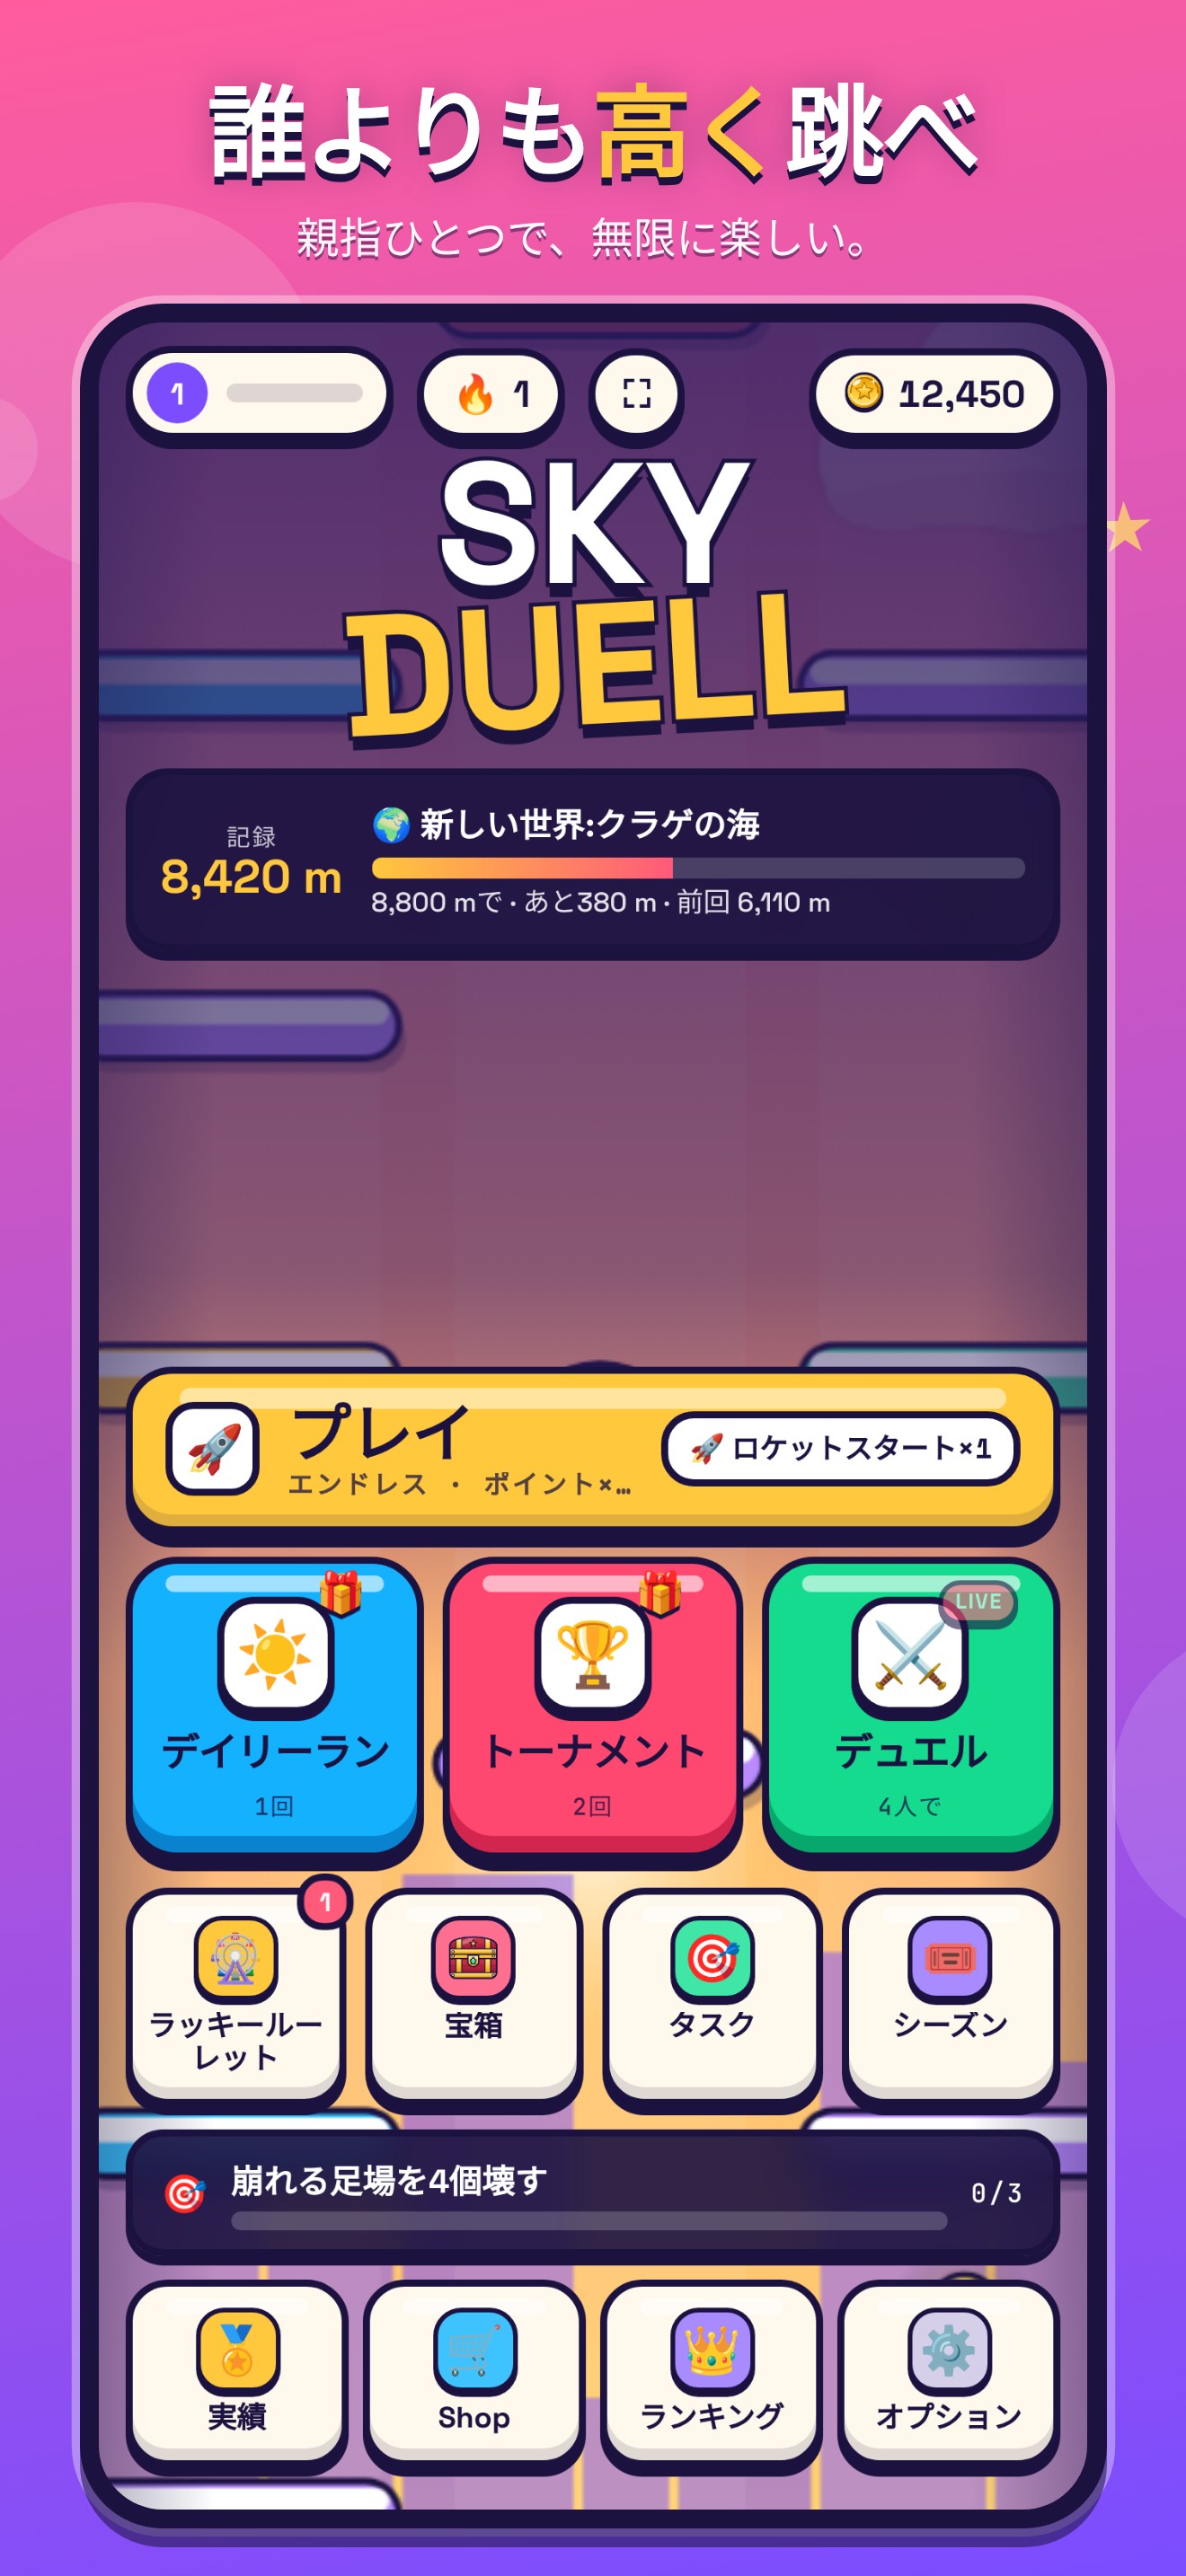 誰よりも高く跳べ
親指ひとつで、無限に楽しい。
1
🔥 1
12,450
SKY
DUELL
記録
8,420 m
🌍 新しい世界:クラゲの海
8,800 mで · あと380 m · 前回 6,110 m
プレイ
エンドレス · ポイント×…
🚀 ロケットスタート×1
LIVE
デイリーラン
1回
トーナメント
2回
デュエル
4人で
1
ラッキールー
レット
宝箱
タスク
シーズン
崩れる足場を4個壊す
0/3
実績
Shop
ランキング
オプション